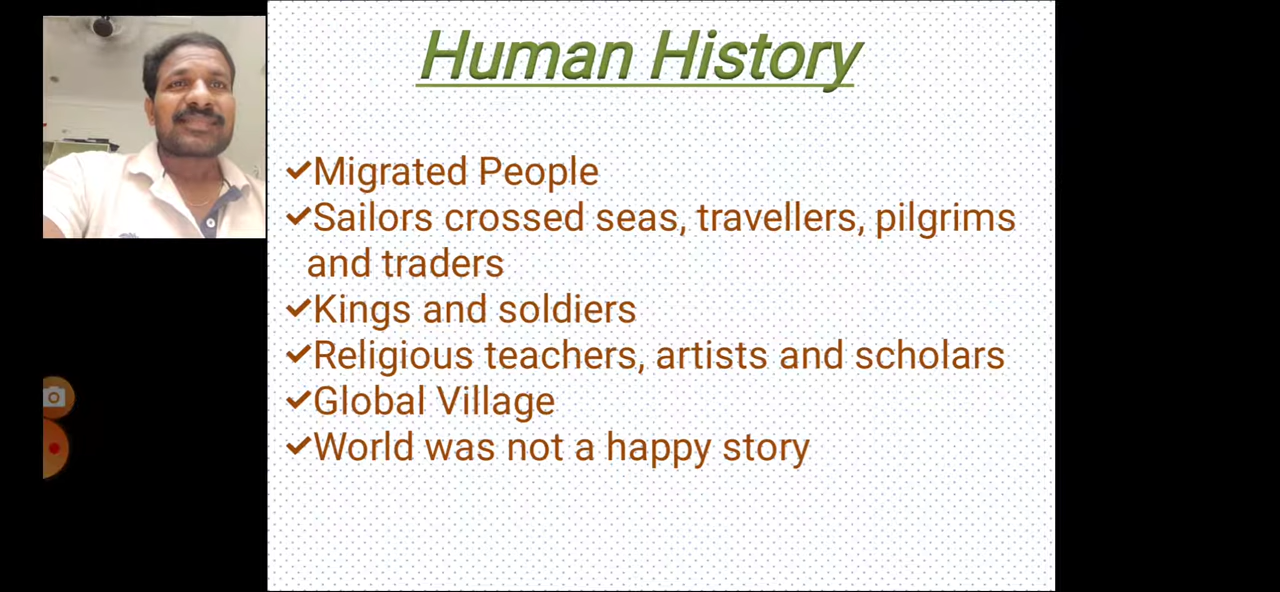 Human History
✓Migrated People
✓Sailors crossed seas, travellers, pilgrims
and traders
✓Kings and soldiers
✓Religious teachers, artists and scholars
✓Global Village
✓World was not a happy story